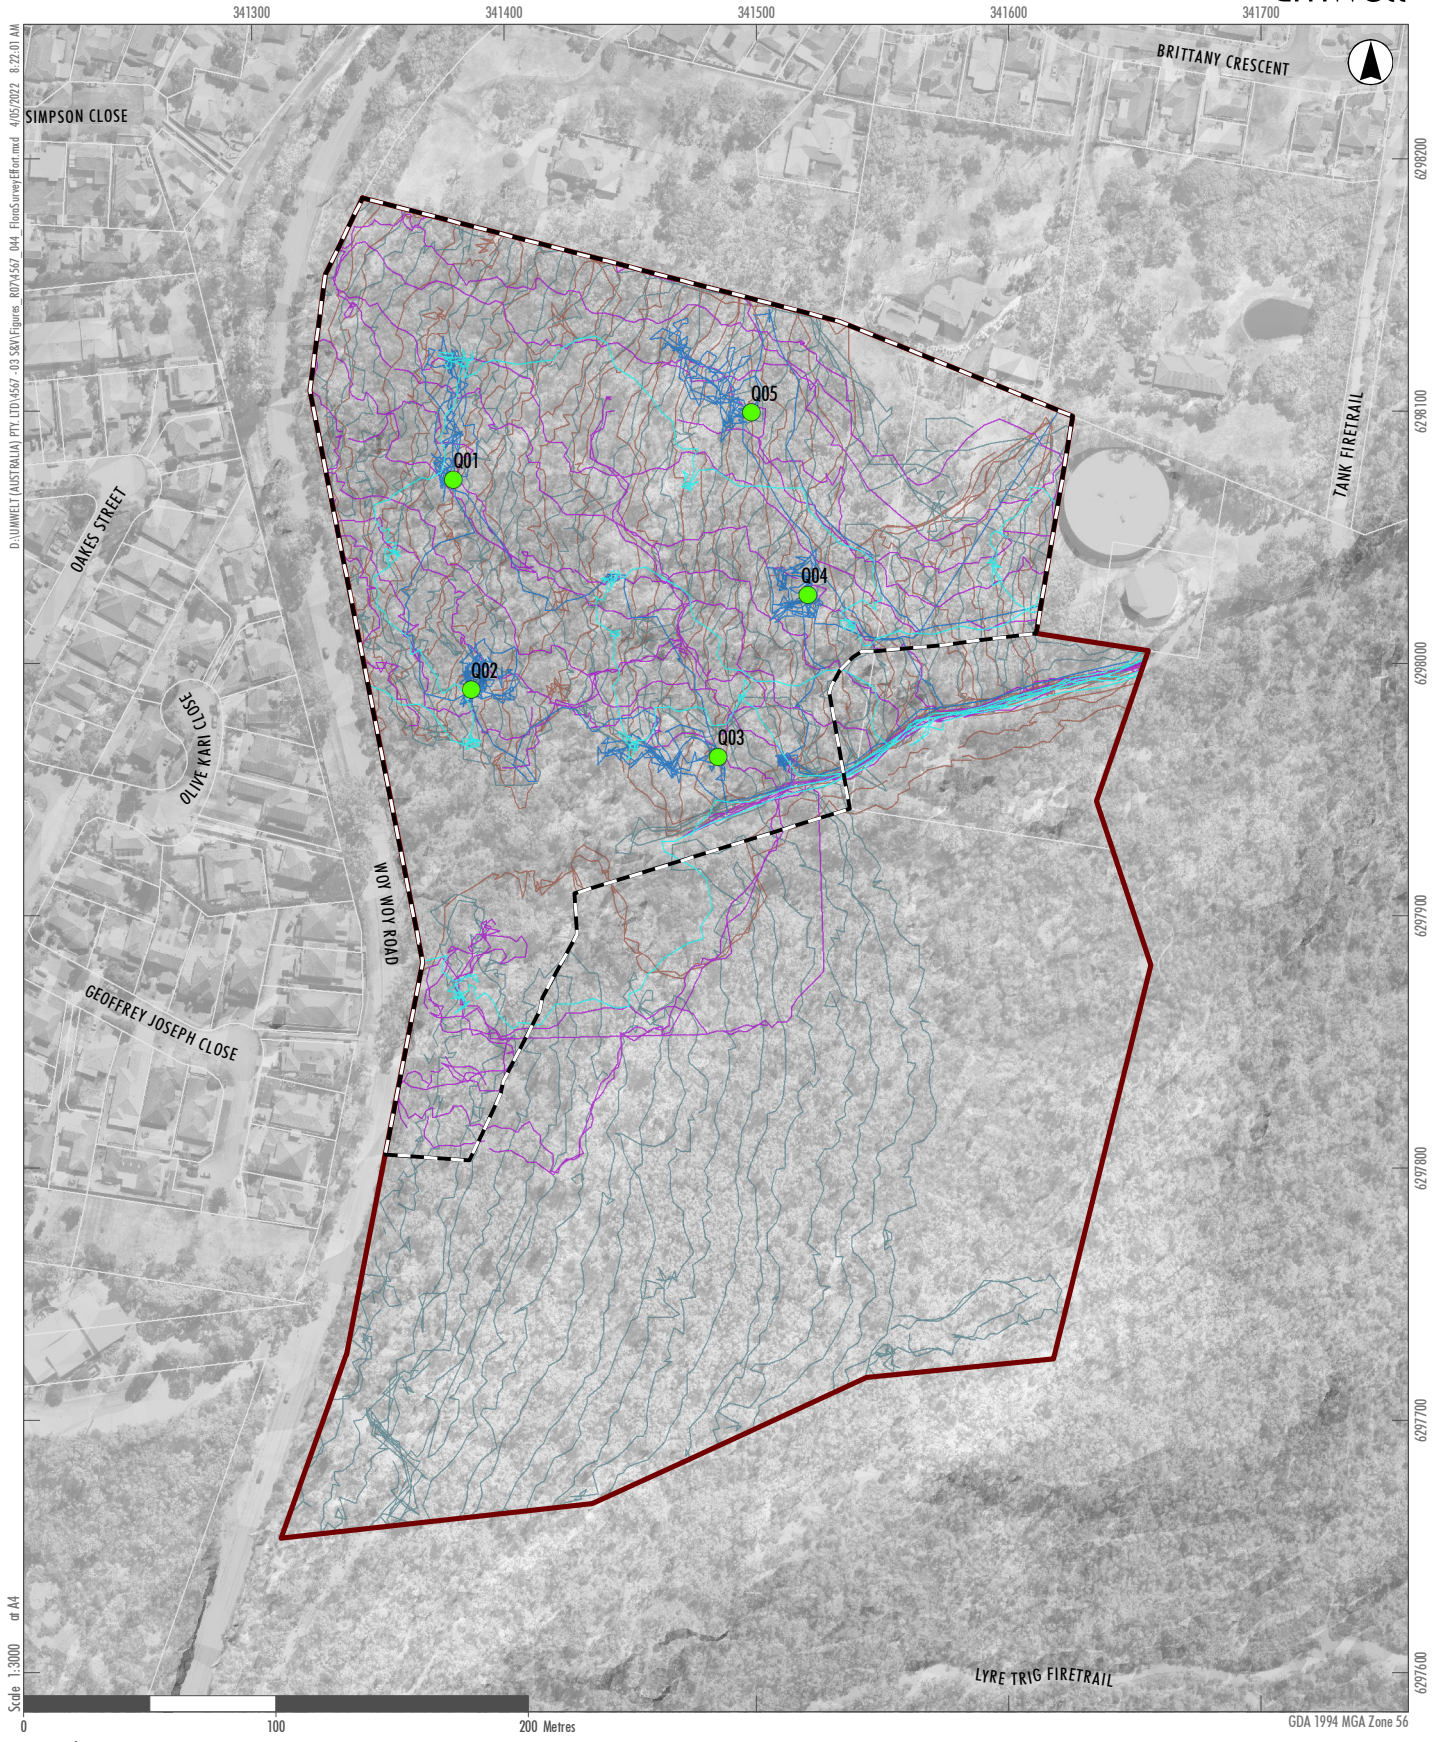 341300
341400
341500
341600
341700
BRITTANY CRESCENT
SIMPSON CLOSE
D:\UMWELT (AUSTRALIA) PTY. LTD\4567 - 03 S&V\Figures_R07\4567_044_FloraSurveyEffort.mxd 4/05/2022 8:22:01 AM
6298200
Q05
6298100
TANK FIRETRAIL
Q01
OAKES STREET
Q04
Q02
6298000
OLIVE KARI CLOSE
Q03
WOY WOY ROAD
6297900
GEOFFREY JOSEPH CLOSE
6297800
6297700
Scale 1:3000 at A4
LYRE TRIG FIRETRAIL
6297600
0
100
200 Metres
GDA 1994 MGA Zone 56